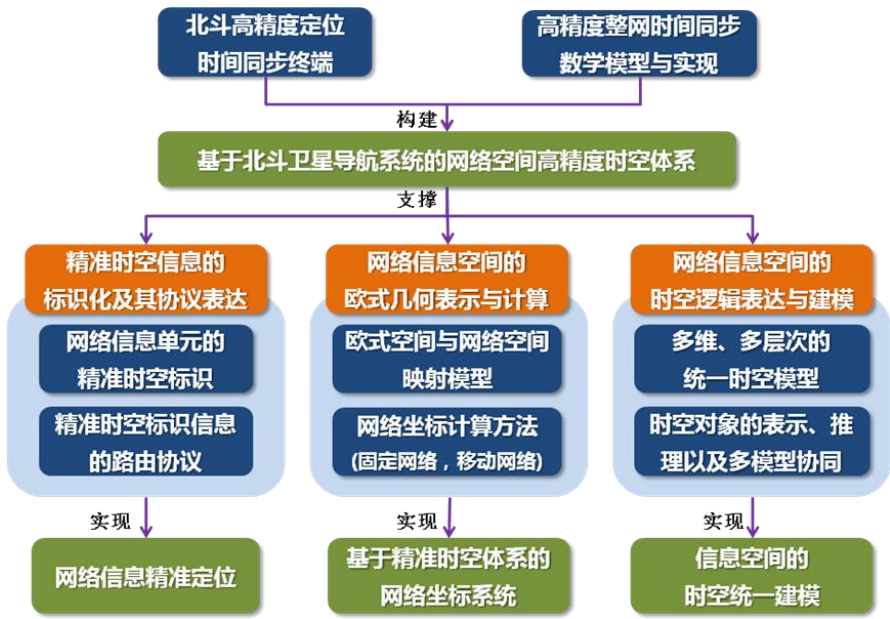 北斗高精度定位
时间同步终端
高精度整网时间同步
数学模型与实现
构建
基于北斗卫星导航系统的网络空间高精度时空体系
支撑
精准时空信息的
标识化及其协议表达
网络信息单元的
精准时空标识
精准时空标识信息
的路由协议
实现
网络信息精准定位
网络信息空间的
欧式几何表示与计算
欧式空间与网络空间
映射模型
网络坐标计算方法
(固定网络，移动网络)
实现
基于精准时空体系的
网络坐标系统
网络信息空间的
时空逻辑表达与建模
多维、多层次的
统一时空模型
时空对象的表示、推
理以及多模型协同
实现
信息空间的
时空统一建模